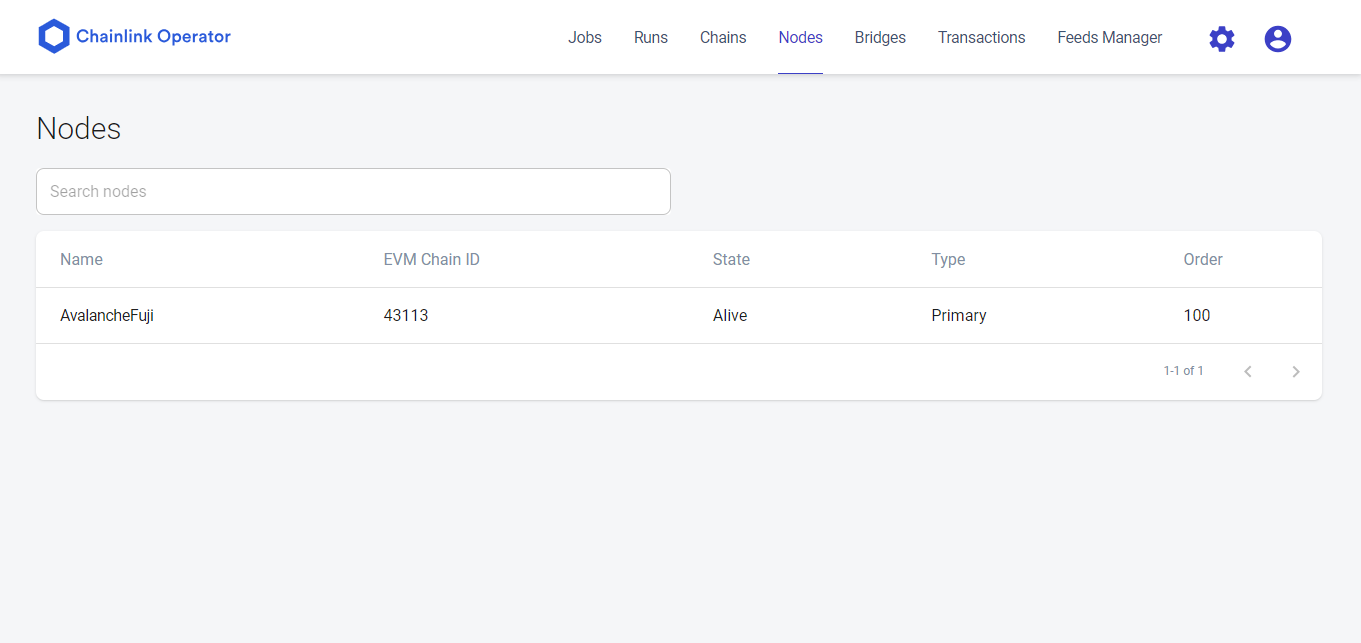 Chainlink Operator
Jobs Runs Chains Nodes Bridges Transactions Feeds Manager
Nodes
Search nodes
Name EVM Chain ID State Type Order
AvalancheFuji 43113 Alive Primary 100
1-1 of 1